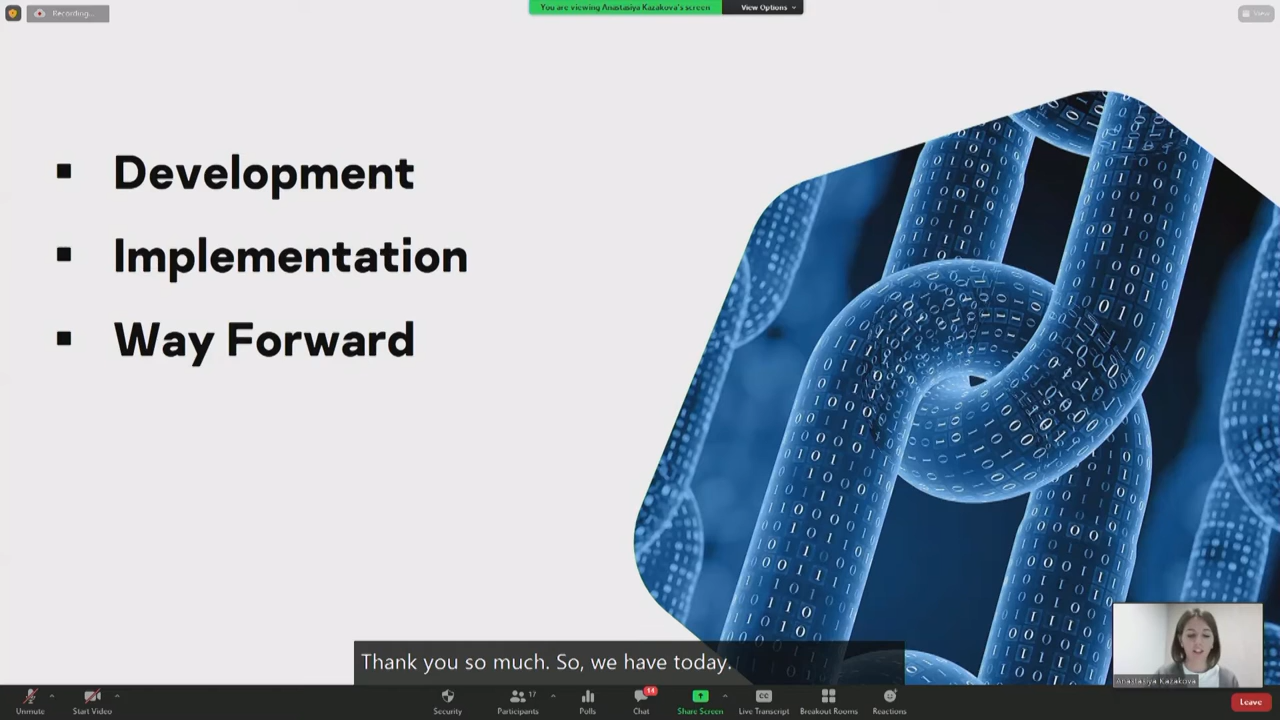 Recording...
You are viewing Anastasiya Kazakova's screen
View Options
View
Development
Implementation
Way Forward
Thank you so much. So, we have today.
Anastasiya Kazakova
Unmute
Start Video
Security
Participants
17
Polls
Chat
14
Share Screen
Live Transcript
Breakout Rooms
Reactions
Leave